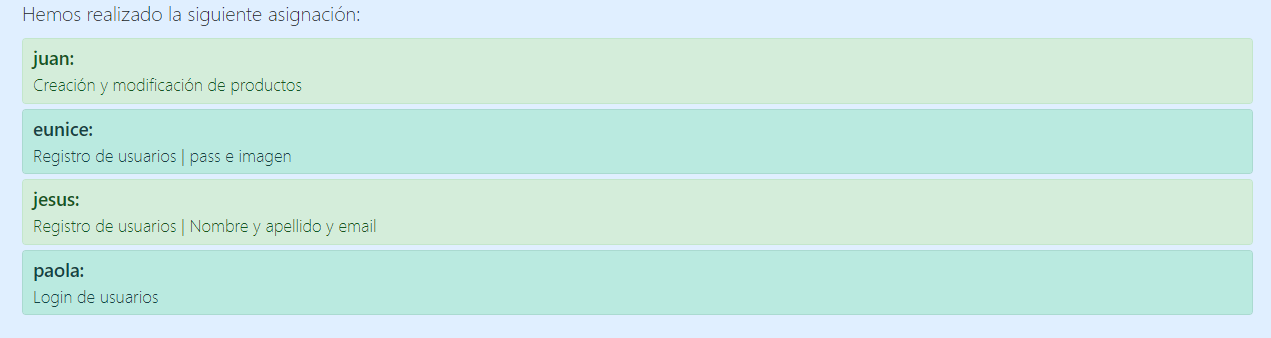 Hemos realizado la siguiente asignación:
juan:
Creación y modificación de productos
eunice:
Registro de usuarios | pass e imagen
jesus:
Registro de usuarios | Nombre y apellido y email
paola:
Login de usuarios